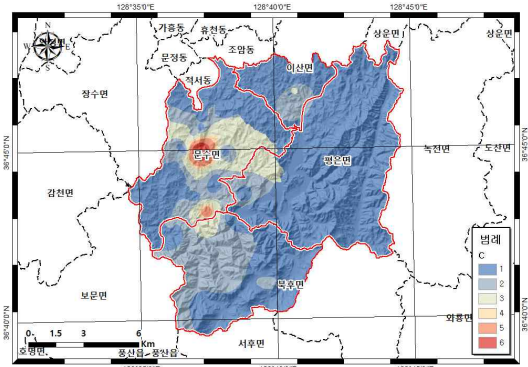 128°35'0"E 128°40'0"E 128°45'0"E
가흥동 휴천동 상운면 상운면
조암동
문정동
적서동 이산면
N
W E
S
장수면
36°45'0"N 36°45'0"N
문수면 평은면 녹전면 도산면
감천면
범례
C
1
2
3
4
5
6
보문면 북후면
와룡면
36°40'0"N 36°40'0"N
0 1.5 3 6
Km
호명면 풍산읍 풍산읍 서후면